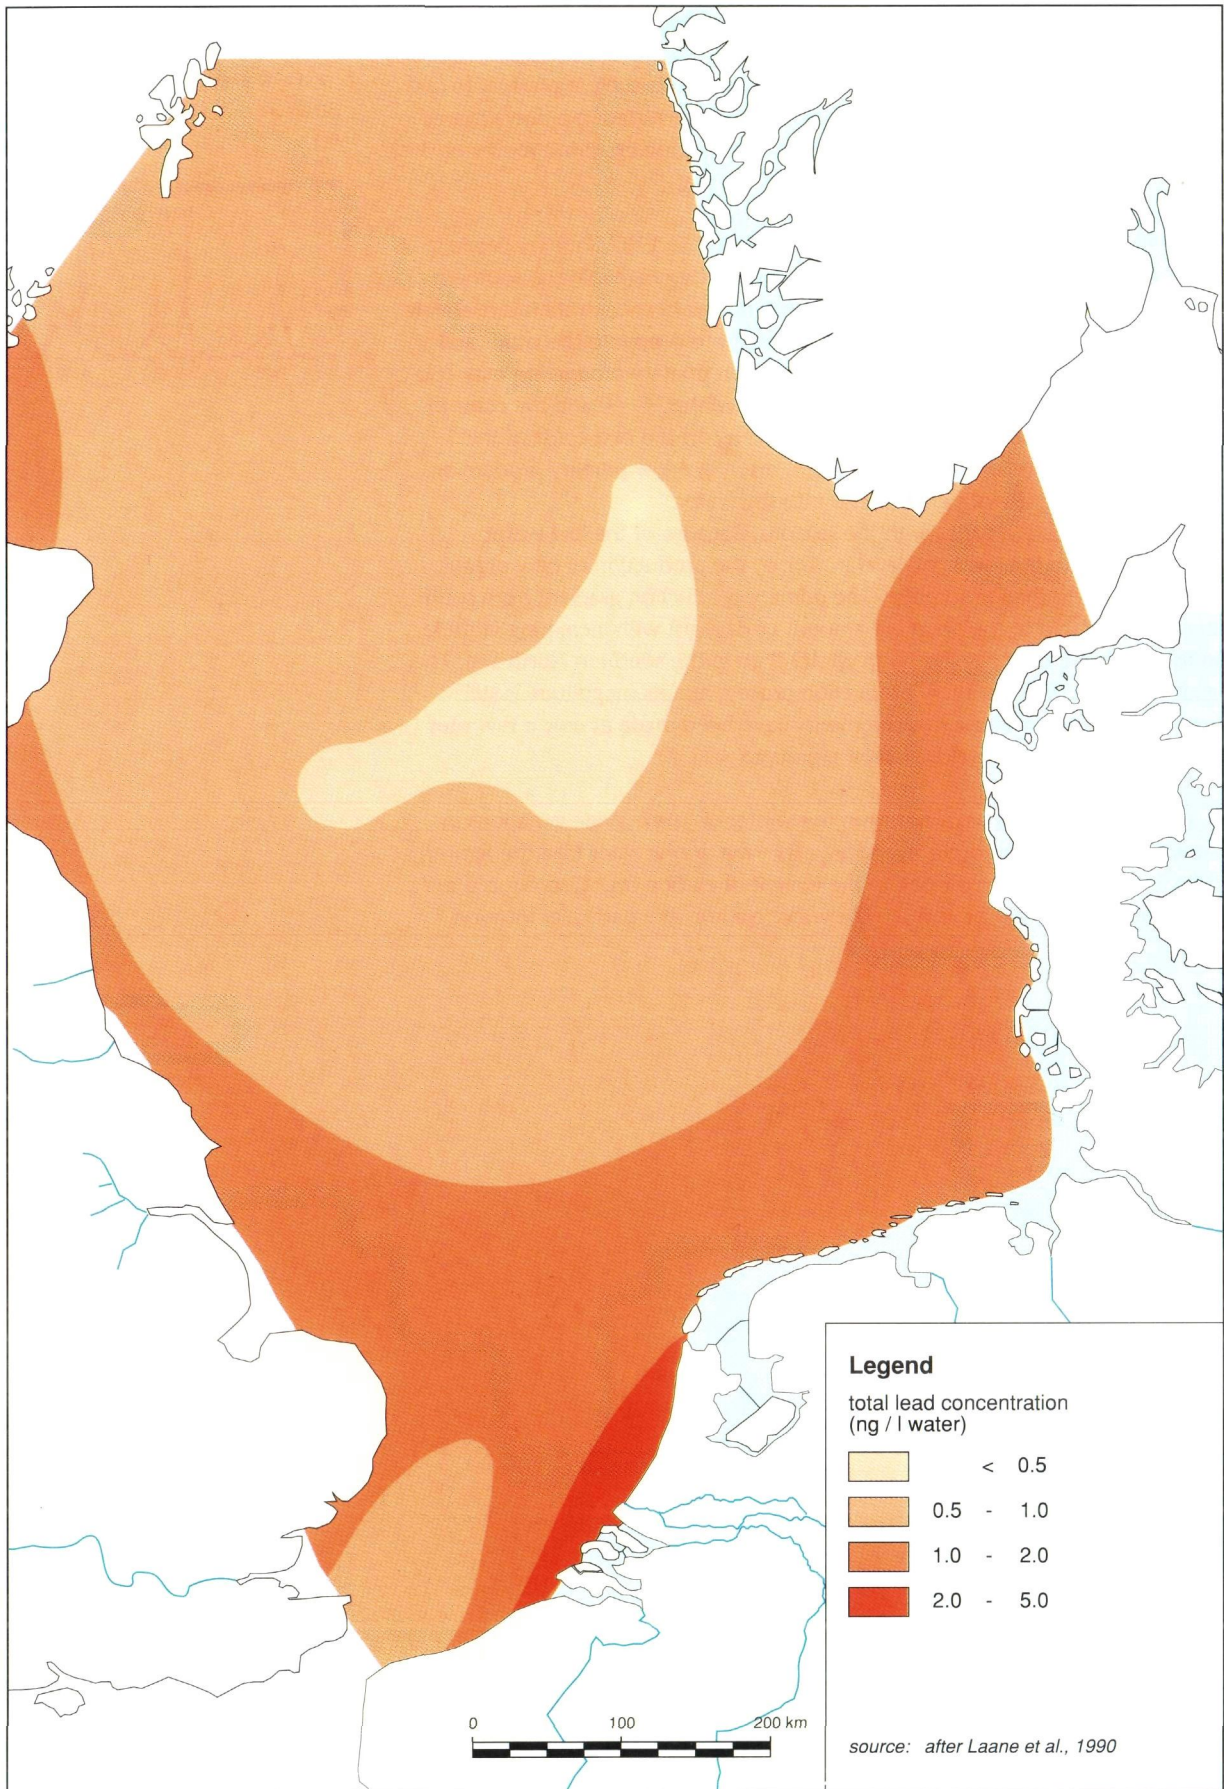 Legend
total lead concentration
(ng / l water)
< 0.5
0.5 - 1.0
1.0 - 2.0
2.0 - 5.0
0 100 200 km
source: after Laane et al., 1990